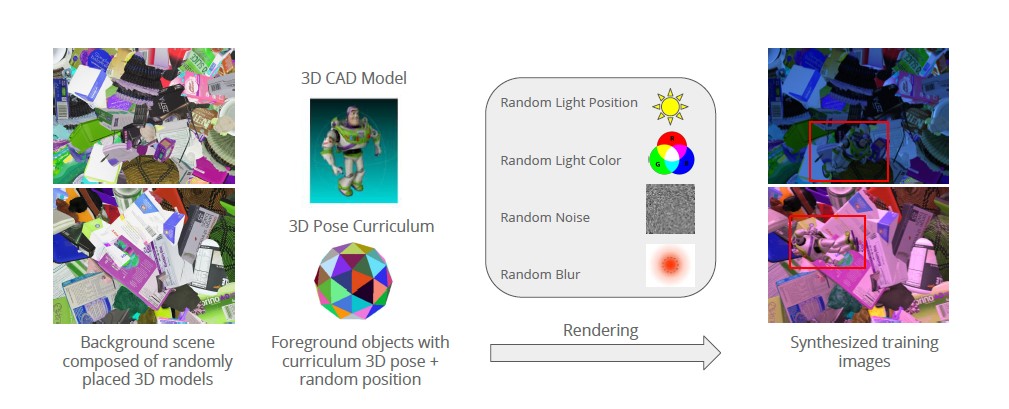 3D CAD Model
3D Pose Curriculum
Random Light Position
Random Light Color
R
G
Random Noise
Random Blur
Rendering
Background scene
composed of randomly
placed 3D models
Foreground objects with
curriculum 3D pose +
random position
Synthesized training
images